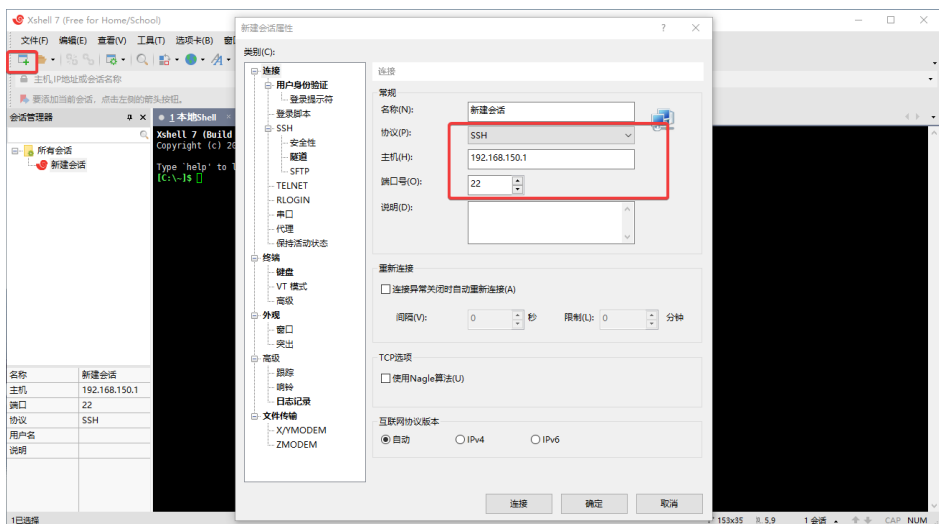 Xshell 7 (Free for Home/School)
文件(F) 编辑(E) 查看(V) 工具(T) 选项卡(B) 窗
主机,IP地址或会话名称
要添加当前会话，点击左侧的箭头按钮。
会话管理器
1 本地Shell
所有会话
新建会话
Xshell 7 (Build
Copyright (c) 20
Type `help' to l
[C:\~]$
名称 新建会话
主机 192.168.150.1
端口 22
协议 SSH
用户名
说明
1已选择
新建会话属性
? ×
类别(C):
连接
用户身份验证
登录提示符
登录脚本
SSH
安全性
隧道
SFTP
TELNET
RLOGIN
串口
代理
保持活动状态
终端
键盘
VT 模式
高级
外观
窗口
突出
高级
跟踪
响铃
日志记录
文件传输
X/YMODEM
ZMODEM
连接
常规
名称(N): 新建会话
协议(P): SSH
主机(H): 192.168.150.1
端口号(O): 22
说明(D):
重新连接
连接异常关闭时自动重新连接(A)
间隔(V): 0 秒 限制(L): 0 分钟
TCP选项
使用Nagle算法(U)
互联网协议版本
自动 IPv4 IPv6
连接 确定 取消
153x35 5,9 1会话 CAP NUM